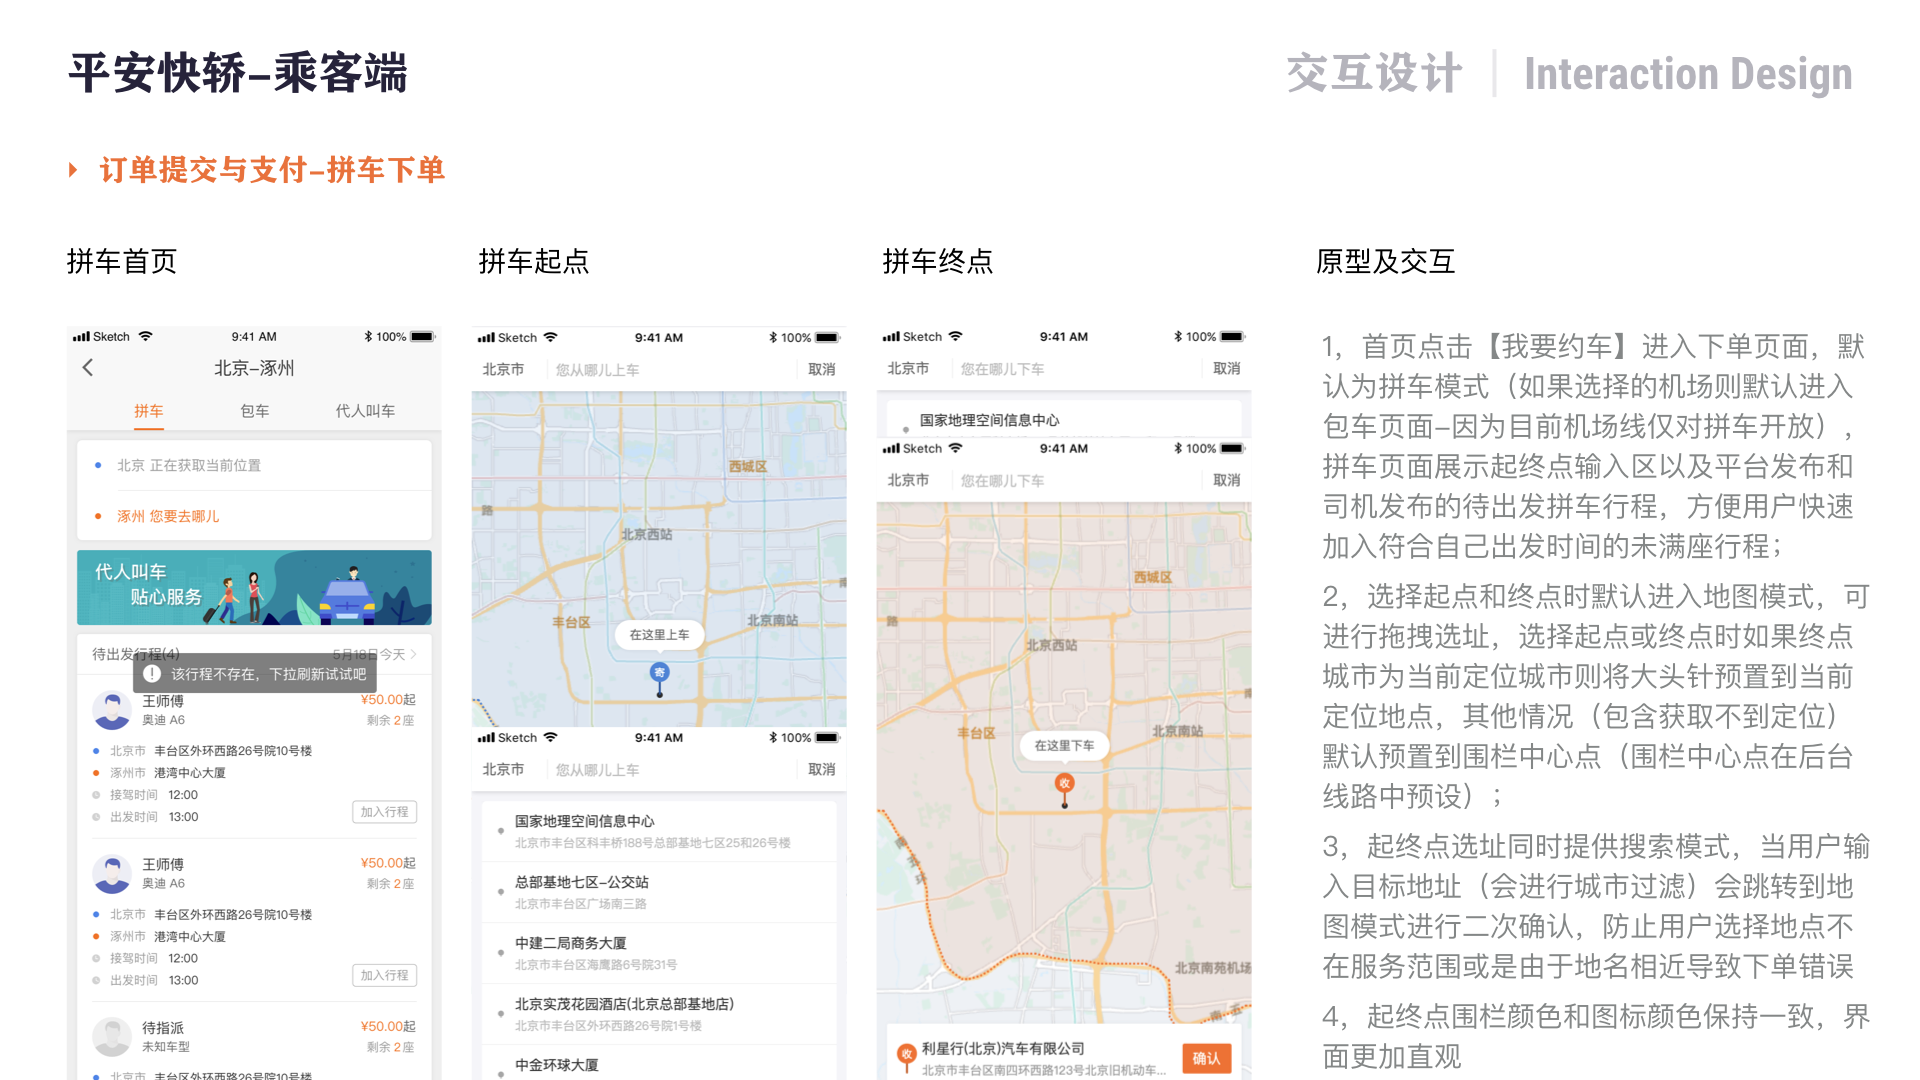 平安快轿–乘客端
交互设计
Interaction Design
订单提交与支付–拼车下单
拼车首页
拼车起点
拼车终点
原型及交互
Sketch 9:41 AM 100%
北京–涿州
拼车 包车 代人叫车
北京 正在获取当前位置
涿州 您要去哪儿
代人叫车
贴心服务
待出发行程(4) 5月18日今天
该行程不存在，下拉刷新试试吧
王师傅 ¥50.00起
奥迪 A6 剩余 2 座
北京市 丰台区外环西路26号院10号楼
涿州市 港湾中心大厦
接驾时间 12:00
出发时间 13:00
加入行程
王师傅 ¥50.00起
奥迪 A6 剩余 2 座
北京市 丰台区外环西路26号院10号楼
涿州市 港湾中心大厦
接驾时间 12:00
出发时间 13:00
加入行程
待指派 ¥50.00起
未知车型 剩余 2 座
北京市 丰台区外环西路26号院10号楼
Sketch 9:41 AM 100%
北京市 您从哪儿上车 取消
西城区
路
北京西站
丰台区
北京南站
南
在这里上车
寄
Sketch 9:41 AM 100%
北京市 您从哪儿上车 取消
国家地理空间信息中心
北京市丰台区科丰桥188号总部基地七区25和26号楼
总部基地七区–公交站
北京市丰台区广场南三路
中建二局商务大厦
北京市丰台区海鹰路6号院31号
北京实茂花园酒店(北京总部基地店)
北京市丰台区外环西路26号院1号楼
中金环球大厦
Sketch 9:41 AM 100%
北京市 您在哪儿下车 取消
国家地理空间信息中心
Sketch 9:41 AM 100%
北京市 您在哪儿下车 取消
西城区
路
北京西站
丰台区
北京南站
南
在这里下车
收
北京南苑机场
南五
收
利星行(北京)汽车有限公司
北京市丰台区南四环西路123号北京旧机动车...
确认
1，首页点击【我要约车】进入下单页面，默
认为拼车模式（如果选择的机场则默认进入
包车页面–因为目前机场线仅对拼车开放），
拼车页面展示起终点输入区以及平台发布和
司机发布的待出发拼车行程，方便用户快速
加入符合自己出发时间的未满座行程；
2，选择起点和终点时默认进入地图模式，可
进行拖拽选址，选择起点或终点时如果终点
城市为当前定位城市则将大头针预置到当前
定位地点，其他情况（包含获取不到定位）
默认预置到围栏中心点（围栏中心点在后台
线路中预设）；
3，起终点选址同时提供搜索模式，当用户输
入目标地址（会进行城市过滤）会跳转到地
图模式进行二次确认，防止用户选择地点不
在服务范围或是由于地名相近导致下单错误
4，起终点围栏颜色和图标颜色保持一致，界
面更加直观